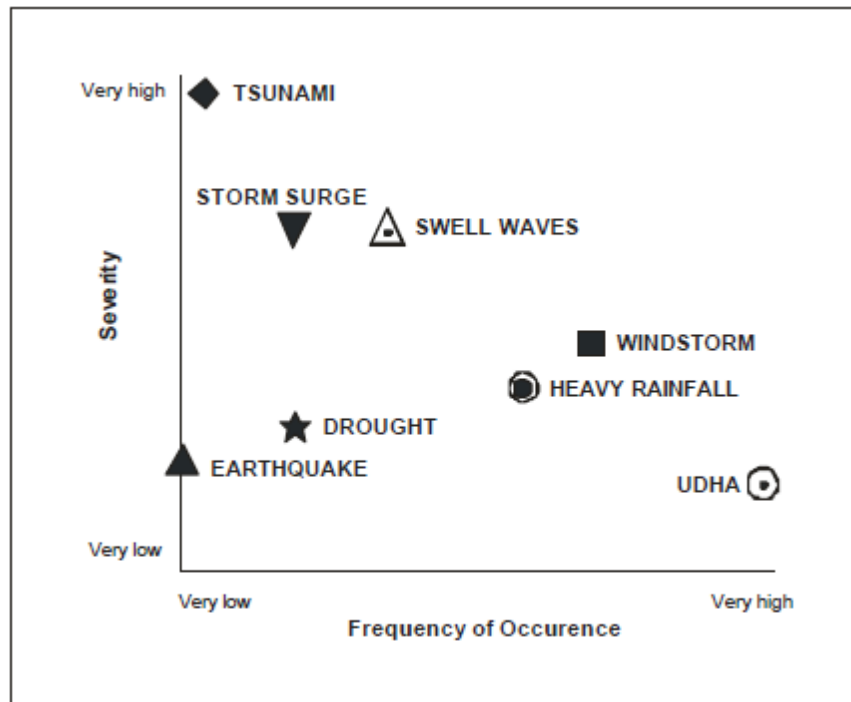 Very high
TSUNAMI
STORM SURGE
SWELL WAVES
Severity
WINDSTORM
HEAVY RAINFALL
DROUGHT
EARTHQUAKE
UDHA
Very low
Very low
Very high
Frequency of Occurence